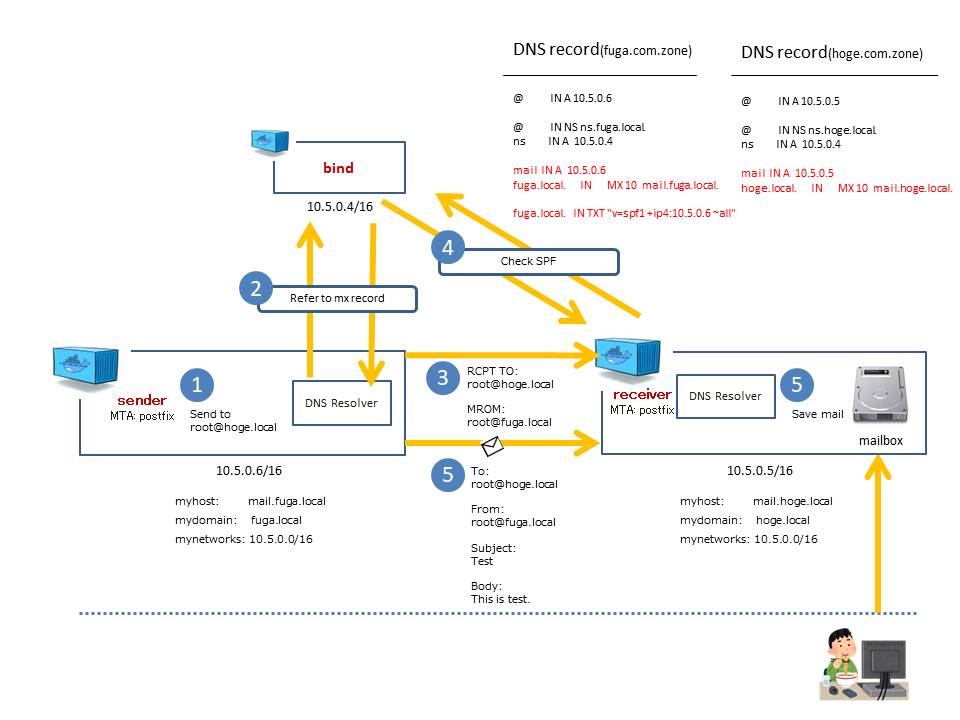 DNS record(fuga.com.zone)
@ IN A 10.5.0.6
@ IN NS ns.fuga.local.
ns IN A 10.5.0.4
mail IN A 10.5.0.6
fuga.local. IN MX 10 mail.fuga.local.
fuga.local. IN TXT "v=spf1 +ip4:10.5.0.6 ~all"
DNS record(hoge.com.zone)
@ IN A 10.5.0.5
@ IN NS ns.hoge.local.
ns IN A 10.5.0.4
mail IN A 10.5.0.5
hoge.local. IN MX 10 mail.hoge.local.
bind
10.5.0.4/16
4
Check SPF
2
Refer to mx record
sender
MTA: postfix
1
Send to
root@hoge.local
DNS Resolver
10.5.0.6/16
myhost: mail.fuga.local
mydomain: fuga.local
mynetworks: 10.5.0.0/16
3
RCPT TO:
root@hoge.local
MROM:
root@fuga.local
5
To:
root@hoge.local
From:
root@fuga.local
Subject:
Test
Body:
This is test.
receiver
MTA: postfix
DNS Resolver
5
Save mail
mailbox
10.5.0.5/16
myhost: mail.hoge.local
mydomain: hoge.local
mynetworks: 10.5.0.0/16